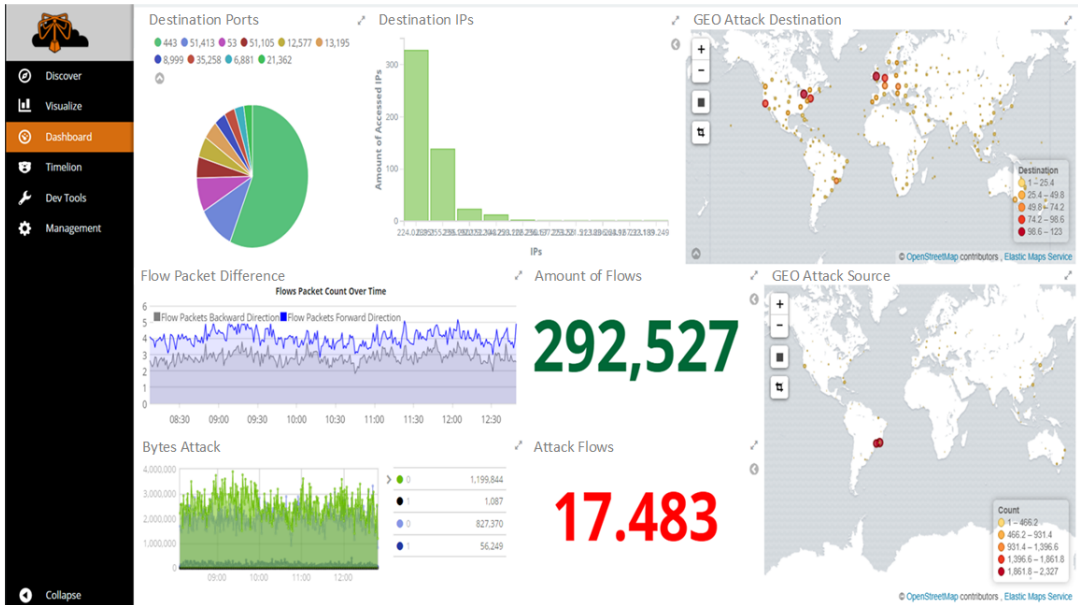 Discover
Visualize
Dashboard
Timelion
Dev Tools
Management
Collapse
Destination Ports
443 51,413 53 51,105 12,577 13,195
8,999 35,258 6,881 21,362
Destination IPs
Amount of Accessed IPs
300
200
100
0
IPs
GEO Attack Destination
+
−
Destination
1 – 25.4
25.4 – 49.8
49.8 – 74.2
74.2 – 98.6
98.6 – 123
© OpenStreetMap contributors , Elastic Maps Service
Flow Packet Difference
Flows Packet Count Over Time
6
5
4
3
2
1
0
Flow Packets Backward Direction Flow Packets Forward Direction
08:30 09:00 09:30 10:00 10:30 11:00 11:30 12:00 12:30
Amount of Flows
292,527
GEO Attack Source
+
−
Count
1 – 466.2
466.2 – 931.4
931.4 – 1,396.6
1,396.6 – 1,861.8
1,861.8 – 2,327
© OpenStreetMap contributors , Elastic Maps Service
Bytes Attack
4,000,000
3,000,000
2,000,000
1,000,000
0
09:00 10:00 11:00 12:00
0 1,199.844
1 1.087
0 827.370
1 56.249
Attack Flows
17.483